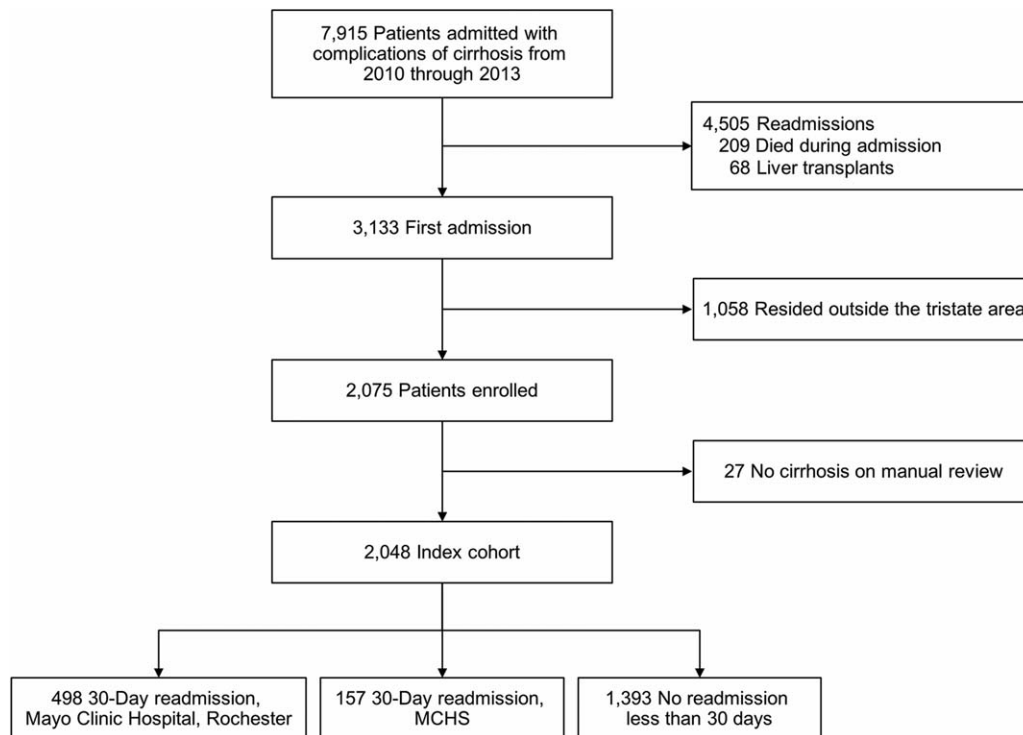 7,915 Patients admitted with
complications of cirrhosis from
2010 through 2013
4,505 Readmissions
209 Died during admission
68 Liver transplants
3,133 First admission
1,058 Resided outside the tristate area
2,075 Patients enrolled
27 No cirrhosis on manual review
2,048 Index cohort
498 30-Day readmission,
Mayo Clinic Hospital, Rochester
157 30-Day readmission,
MCHS
1,393 No readmission
less than 30 days